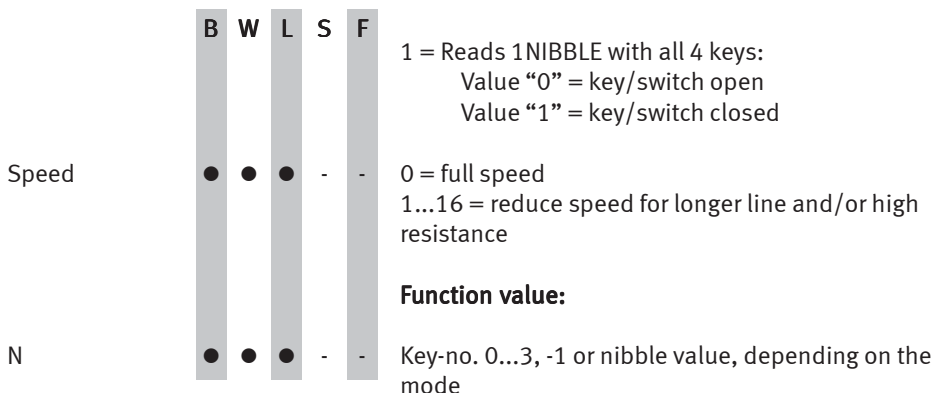 B W L S F
1 = Reads 1NIBBLE with all 4 keys:
Value “0” = key/switch open
Value “1” = key/switch closed
Speed ● ● ● - - 0 = full speed
1...16 = reduce speed for longer line and/or high
resistance
Function value:
N ● ● ● - - Key-no. 0...3, -1 or nibble value, depending on the
mode